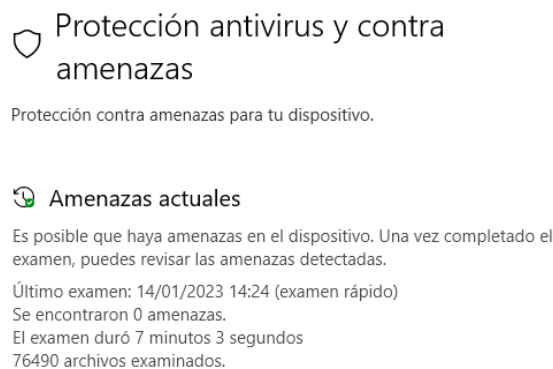 Protección antivirus y contra
amenazas
Protección contra amenazas para tu dispositivo.
Amenazas actuales
Es posible que haya amenazas en el dispositivo. Una vez completado el
examen, puedes revisar las amenazas detectadas.
Último examen: 14/01/2023 14:24 (examen rápido)
Se encontraron 0 amenazas.
El examen duró 7 minutos 3 segundos
76490 archivos examinados.